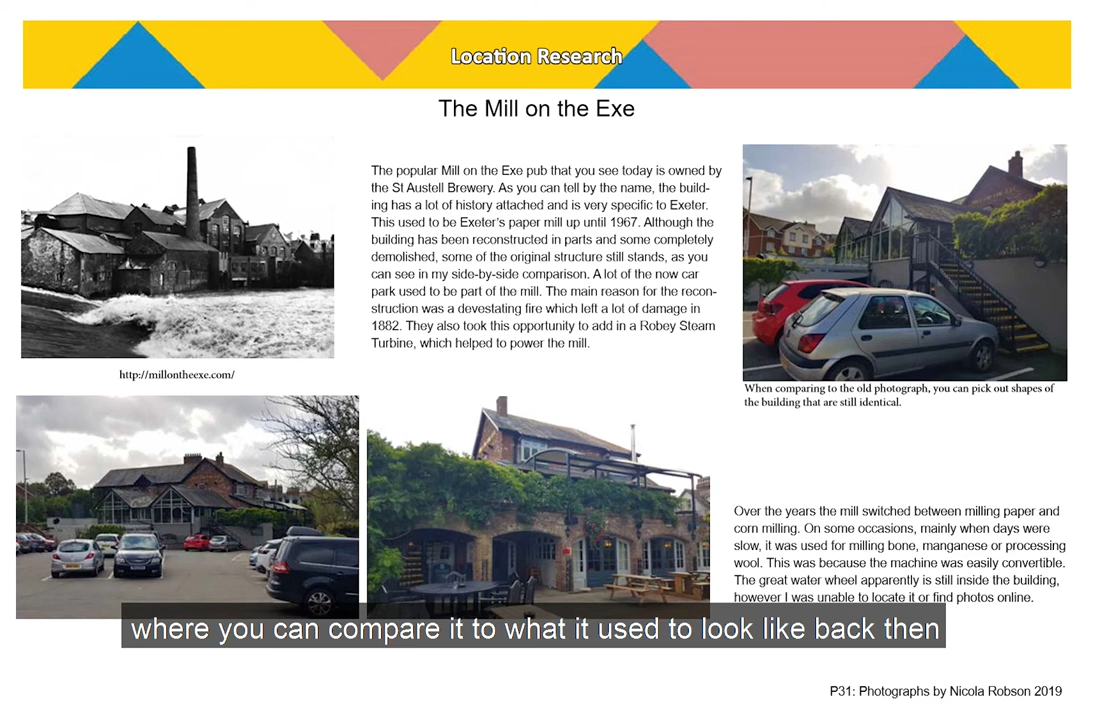 Location Research
The Mill on the Exe
The popular Mill on the Exe pub that you see today is owned by
the St Austell Brewery. As you can tell by the name, the build-
ing has a lot of history attached and is very specific to Exeter.
This used to be Exeter's paper mill up until 1967. Although the
building has been reconstructed in parts and some completely
demolished, some of the original structure still stands, as you
can see in my side-by-side comparison. A lot of the now car
park used to be part of the mill. The main reason for the recon-
struction was a devestating fire which left a lot of damage in
1882. They also took this opportunity to add in a Robey Steam
Turbine, which helped to power the mill.
http://millontheexe.com/
When comparing to the old photograph, you can pick out shapes of
the building that are still identical.
Over the years the mill switched between milling paper and
corn milling. On some occasions, mainly when days were
slow, it was used for milling bone, manganese or processing
wool. This was because the machine was easily convertible.
The great water wheel apparently is still inside the building,
however I was unable to locate it or find photos online.
where you can compare it to what it used to look like back then
P31: Photographs by Nicola Robson 2019